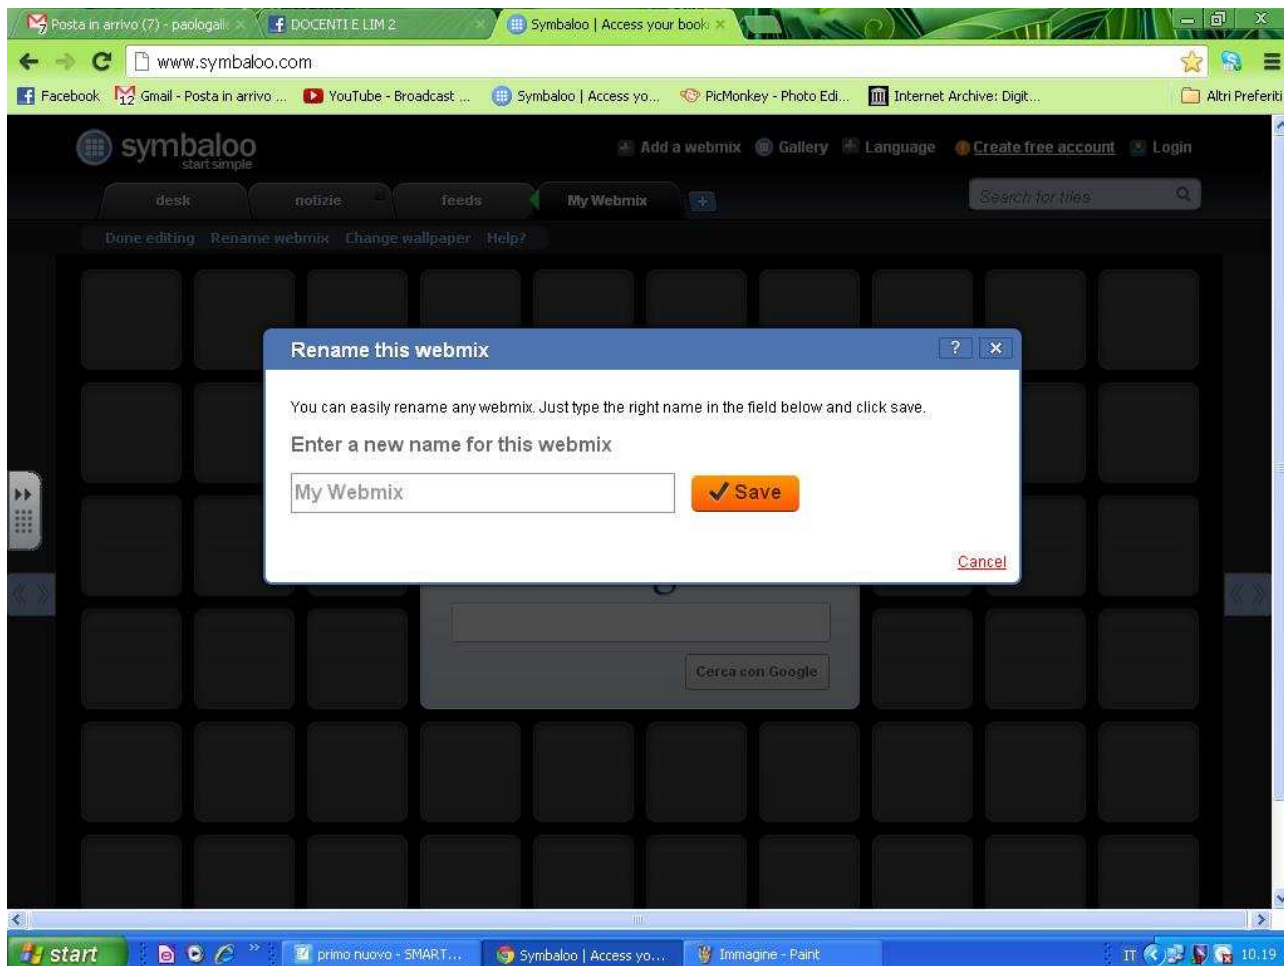 Posta in arrivo (7) - paologalli
DOCENTI E LIM 2
Symbaloo | Access your book
www.symbaloo.com
Facebook
12 Gmail - Posta in arrivo ...
YouTube - Broadcast ...
Symbaloo | Access yo...
PicMonkey - Photo Edi...
Internet Archive: Digit...
Altri Preferiti
symbaloo
start simple
Add a webmix
Gallery
Language
Create free account
Login
desk
notizie
feeds
My Webmix
Search for tiles
Done editing
Rename webmix
Change wallpaper
Help?
Rename this webmix
?
You can easily rename any webmix. Just type the right name in the field below and click save.
Enter a new name for this webmix
My Webmix
Save
Cancel
Cerca con Google
start
primo nuovo - SMART...
Symbaloo | Access yo...
Immagine - Paint
IT
10.19